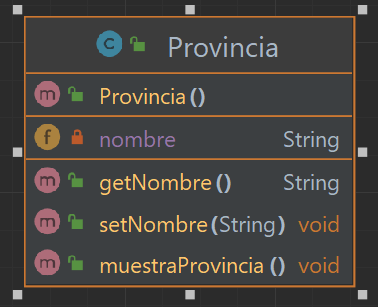 C Provincia
m Provincia()
f nombre String
m getNombre() String
m setNombre(String) void
m muestraProvincia() void